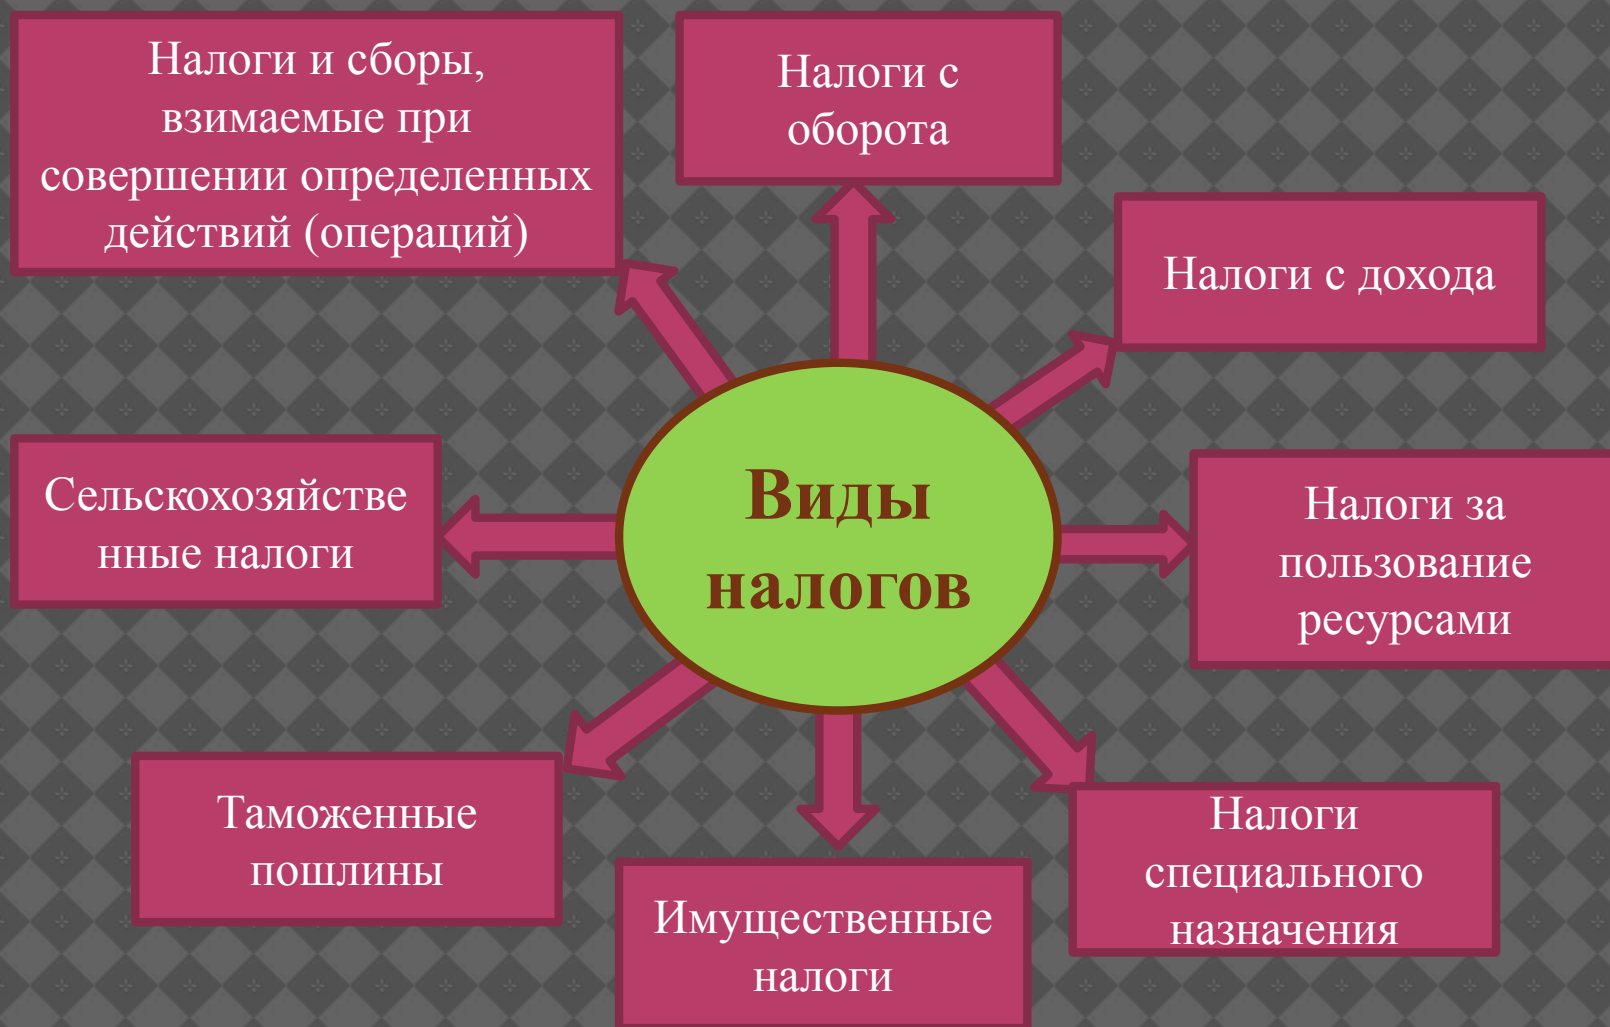 Налоги и сборы,
взимаемые при
совершении определенных
действий (операций)
Налоги с
оборота
Налоги с дохода
Сельскохозяйстве
нные налоги
Виды
налогов
Налоги за
пользование
ресурсами
Таможенные
пошлины
Имущественные
налоги
Налоги
специального
назначения